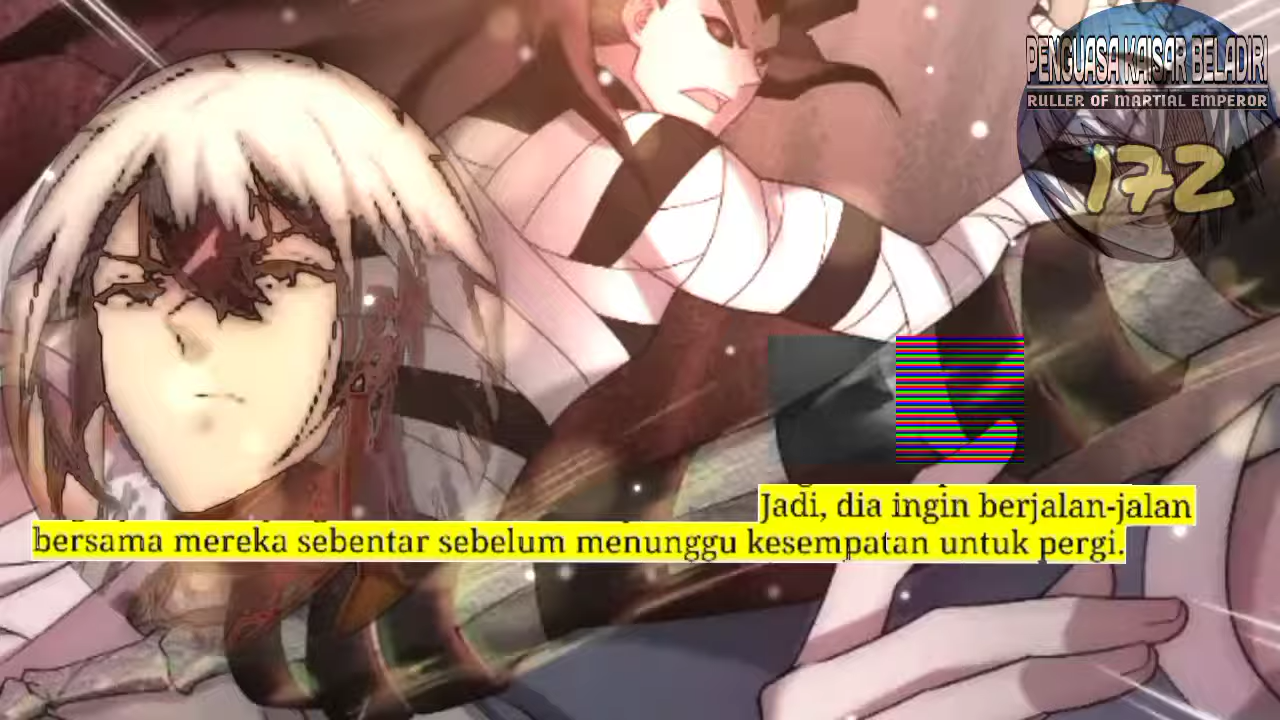 PENGUASA KAISAR BELADIRI
RULLER OF MARTIAL EMPEROR
172
Jadi, dia ingin berjalan-jalan
bersama mereka sebentar sebelum menunggu kesempatan untuk pergi.